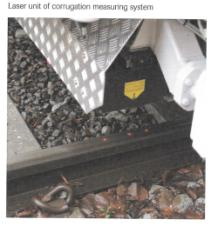 Laser unit of corrugation measuring system